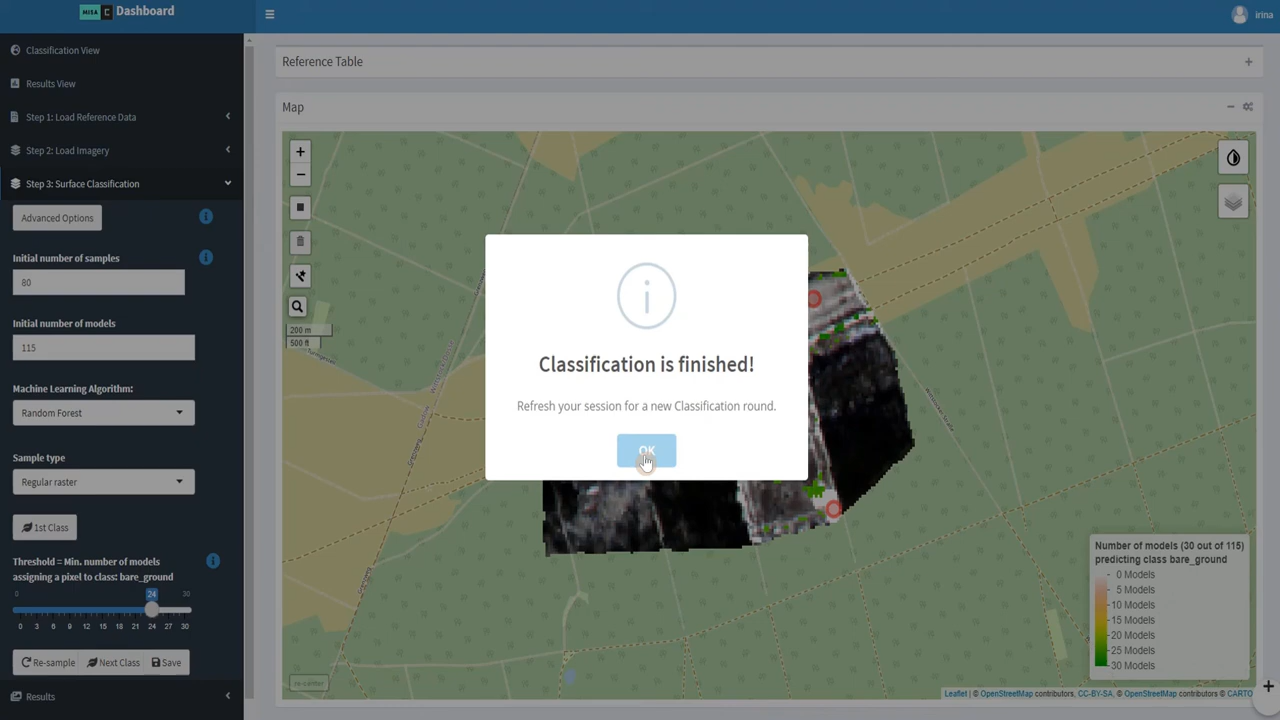 MISA C Dashboard
irina
Classification View
Results View
Step 1: Load Reference Data
Step 2: Load Imagery
Step 3: Surface Classification
Advanced Options
Initial number of samples
80
Initial number of models
115
Machine Learning Algorithm:
Random Forest
Sample type
Regular raster
1st Class
Threshold = Min. number of models
assigning a pixel to class: bare_ground
0 24 30
0 3 6 9 12 15 18 21 24 27 30
Re-sample Next Class Save
Results
Reference Table
Map
+
−
200 m
500 ft
Classification is finished!
Refresh your session for a new Classification round.
OK
Number of models (30 out of 115)
predicting class bare_ground
0 Models
5 Models
10 Models
15 Models
20 Models
25 Models
30 Models
re-center
Leaflet | © OpenStreetMap contributors, CC-BY-SA, © OpenStreetMap contributors © CARTO